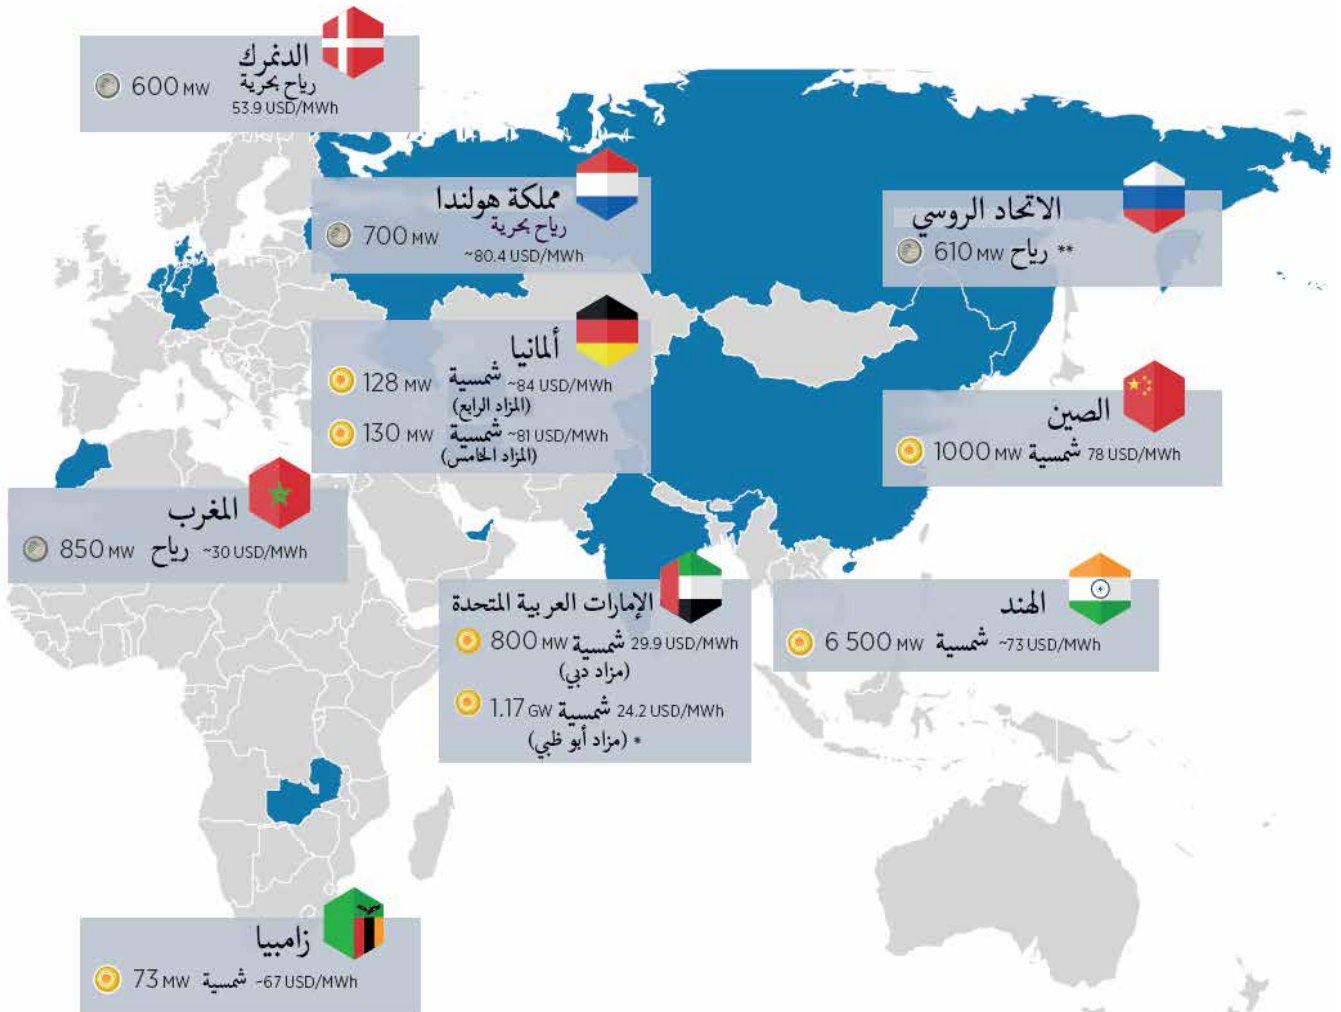 الدنمرك
رياح بحرية
600 MW
53.9 USD/MWh
مملكة هولندا
رياح بحرية
700 MW
~80.4 USD/MWh
الاتحاد الروسي
610 MW رياح **
ألمانيا
128 MW شمسية ~84 USD/MWh
(المزاد الرابع)
130 MW شمسية ~81 USD/MWh
(المزاد الخامس)
الصين
1000 MW شمسية 78 USD/MWh
المغرب
850 MW رياح ~30 USD/MWh
الإمارات العربية المتحدة
800 MW شمسية 29.9 USD/MWh
(مزاد دبي)
1.17 GW شمسية 24.2 USD/MWh
* (مزاد أبو ظبي)
الهند
6 500 MW شمسية ~73 USD/MWh
زامبيا
73 MW شمسية ~67 USD/MWh